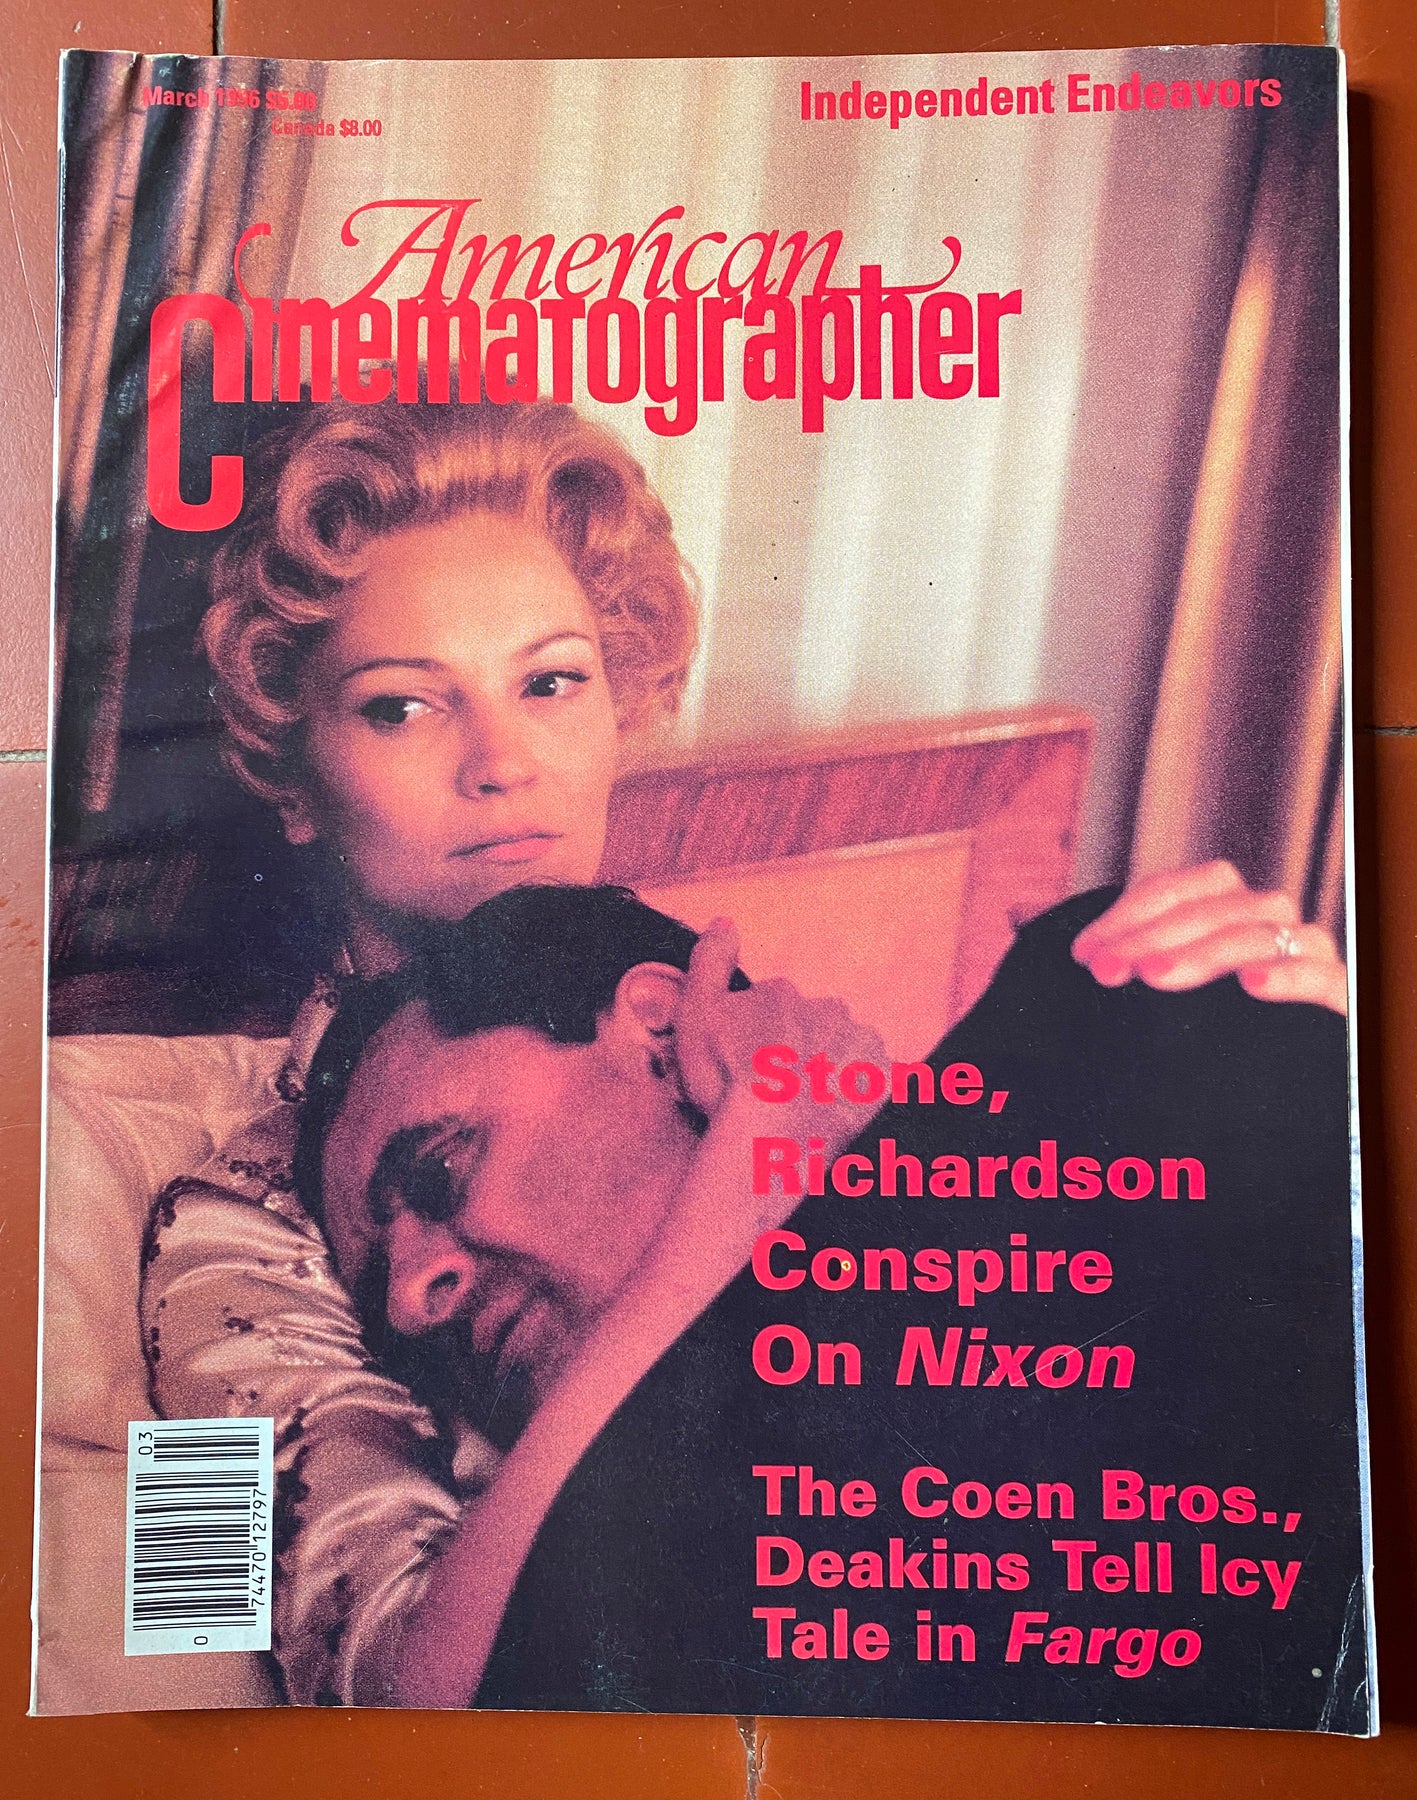 March 1996 $5.00
Canada $8.00
Independent Endeavors
American
Cinematographer
Stone,
Richardson
Conspire
On Nixon
The Coen Bros.,
Deakins Tell Icy
Tale in Fargo
03
0
74470 12797